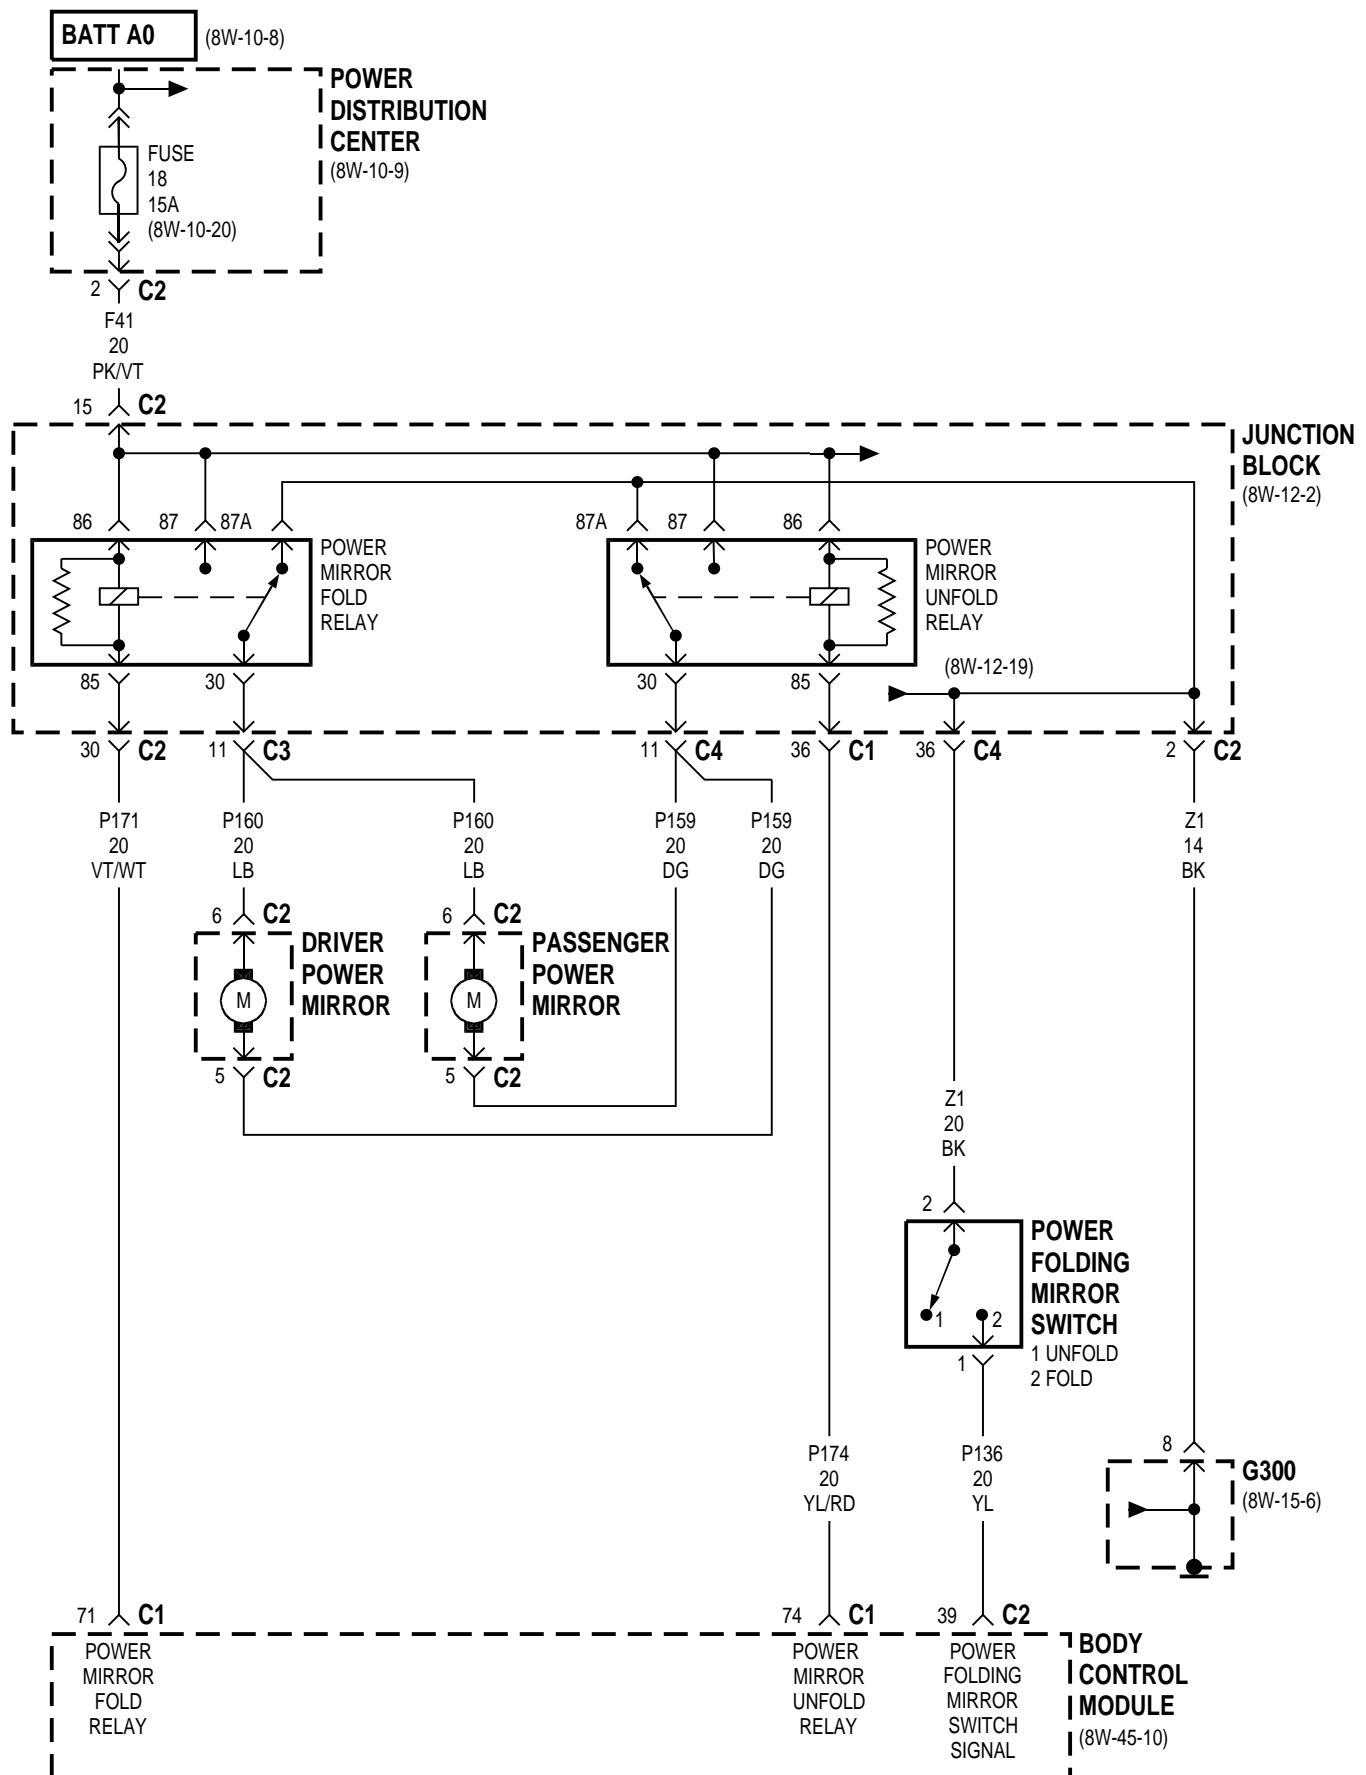 BATT A0
(8W-10-8)
POWER
DISTRIBUTION
CENTER
(8W-10-9)
FUSE
18
15A
(8W-10-20)
2
C2
F41
20
PK/VT
15
C2
JUNCTION
BLOCK
(8W-12-2)
86
87
87A
87A
87
86
POWER
MIRROR
FOLD
RELAY
POWER
MIRROR
UNFOLD
RELAY
85
30
30
85
(8W-12-19)
30
C2
11
C3
11
C4
36
C1
36
C4
2
C2
P171
20
VT/WT
P160
20
LB
P160
20
LB
P159
20
DG
P159
20
DG
Z1
14
BK
6
C2
6
C2
DRIVER
POWER
MIRROR
PASSENGER
POWER
MIRROR
M
M
5
C2
5
C2
Z1
20
BK
2
POWER
FOLDING
MIRROR
SWITCH
1 UNFOLD
2 FOLD
1
2
1
P174
20
YL/RD
P136
20
YL
8
G300
(8W-15-6)
71
C1
74
C1
39
C2
POWER
MIRROR
FOLD
RELAY
POWER
MIRROR
UNFOLD
RELAY
POWER
FOLDING
MIRROR
SWITCH
SIGNAL
BODY
CONTROL
MODULE
(8W-45-10)